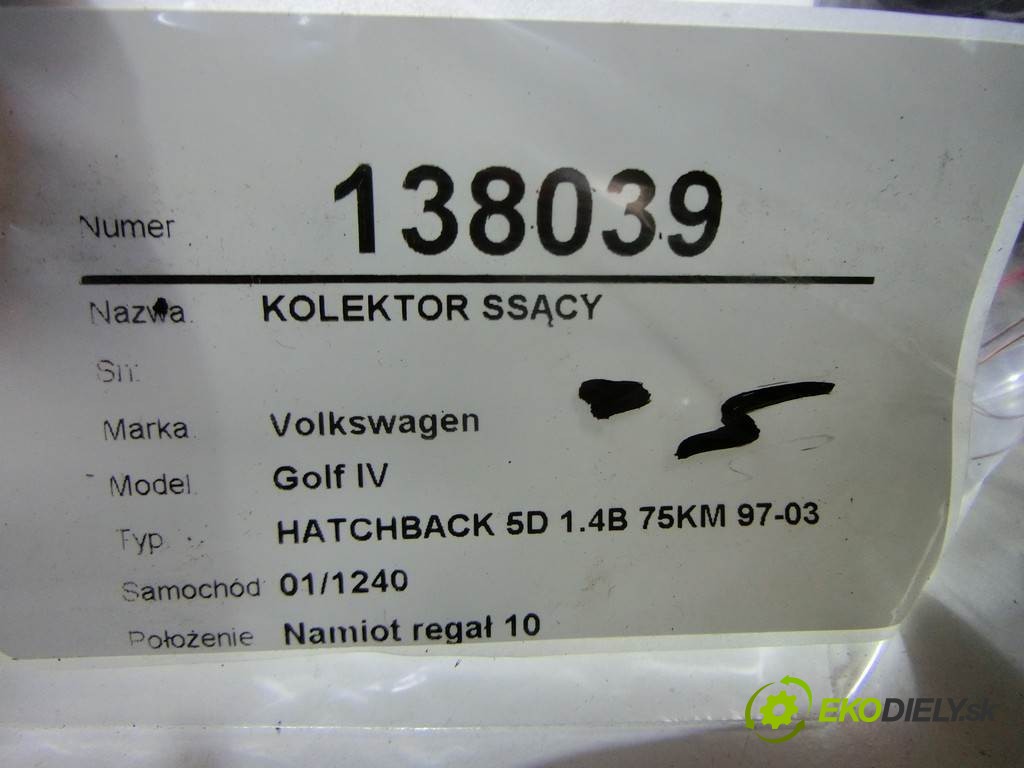 Numer 138039
Nazwa. KOLEKTOR SSĄCY
Sn:
Marka. Volkswagen
Model. Golf IV
Typ. HATCHBACK 5D 1.4B 75KM 97-03
Samochód 01/1240
Położenie Namiot regał 10
EKODIELY.sk